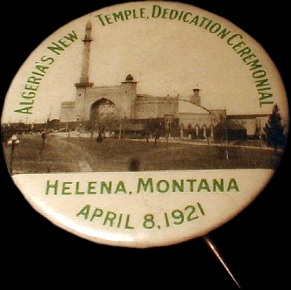 ALGERIA'S NEW TEMPLE, DEDICATION CEREMONIAL
HELENA, MONTANA
APRIL 8, 1921